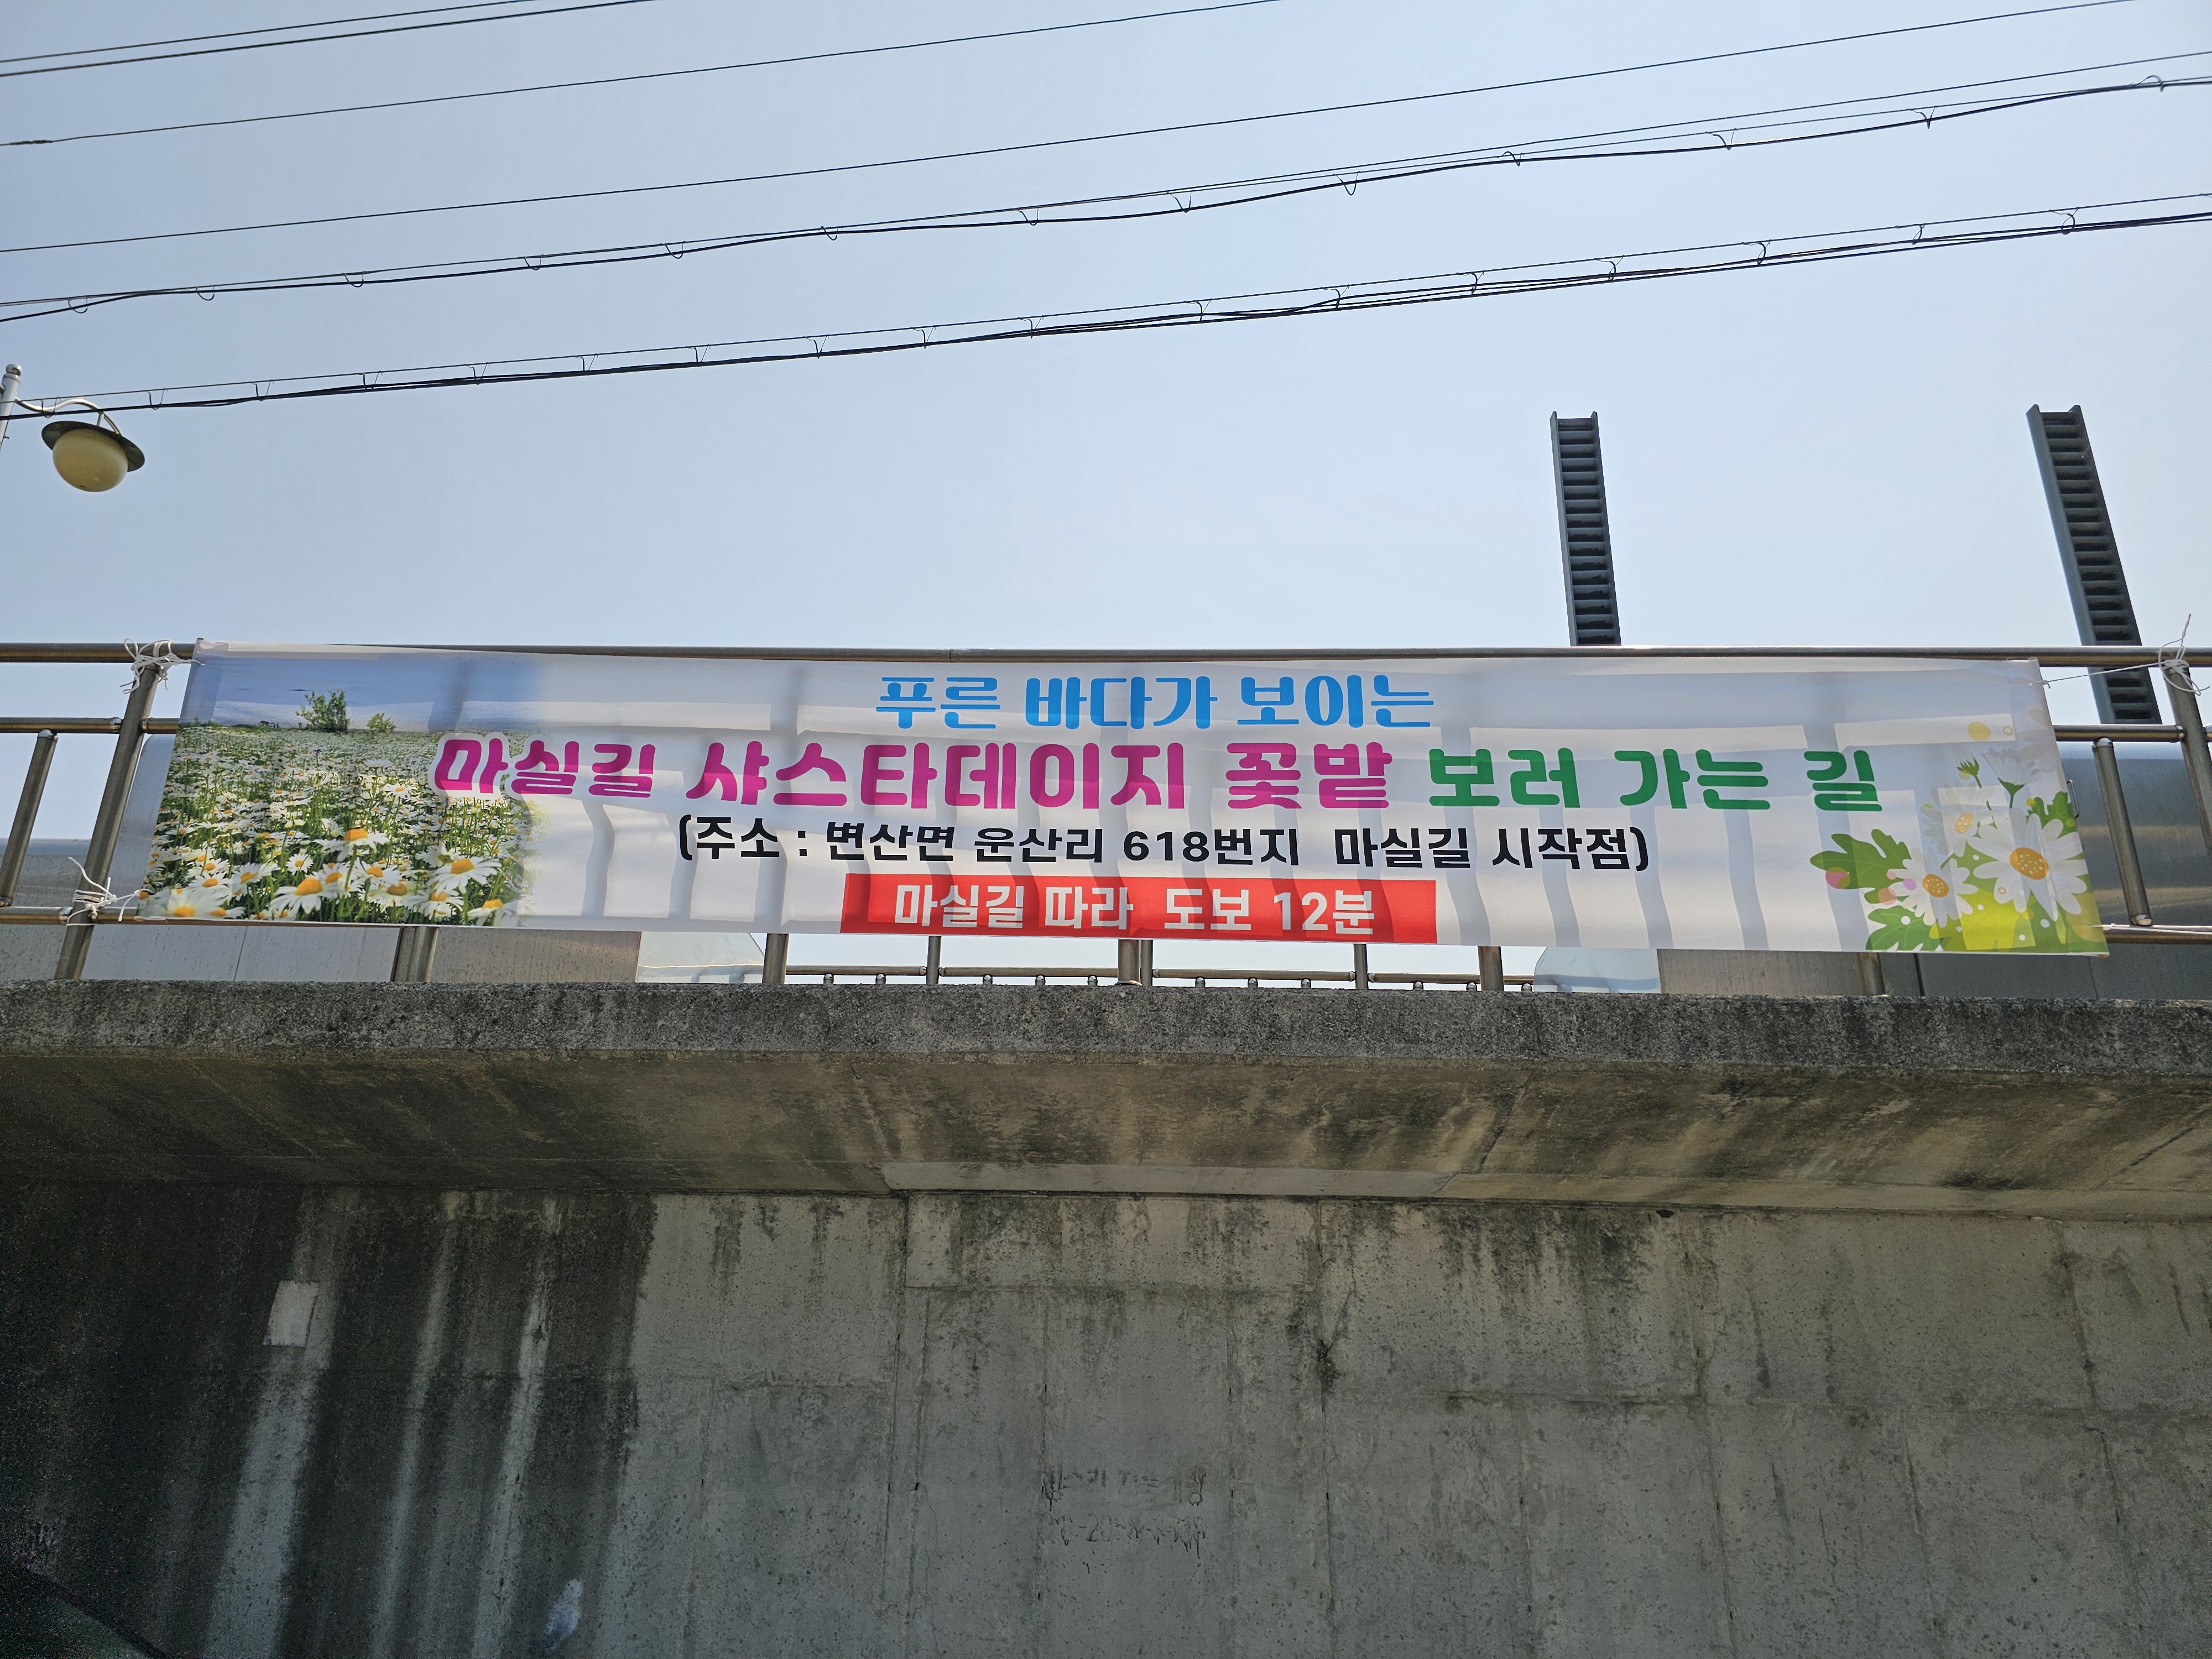 푸른 바다가 보이는
마실길 샤스타데이지 꽃밭 보러 가는 길
(주소 : 변산면 운산리 618번지 마실길 시작점)
마실길 따라 도보 12분